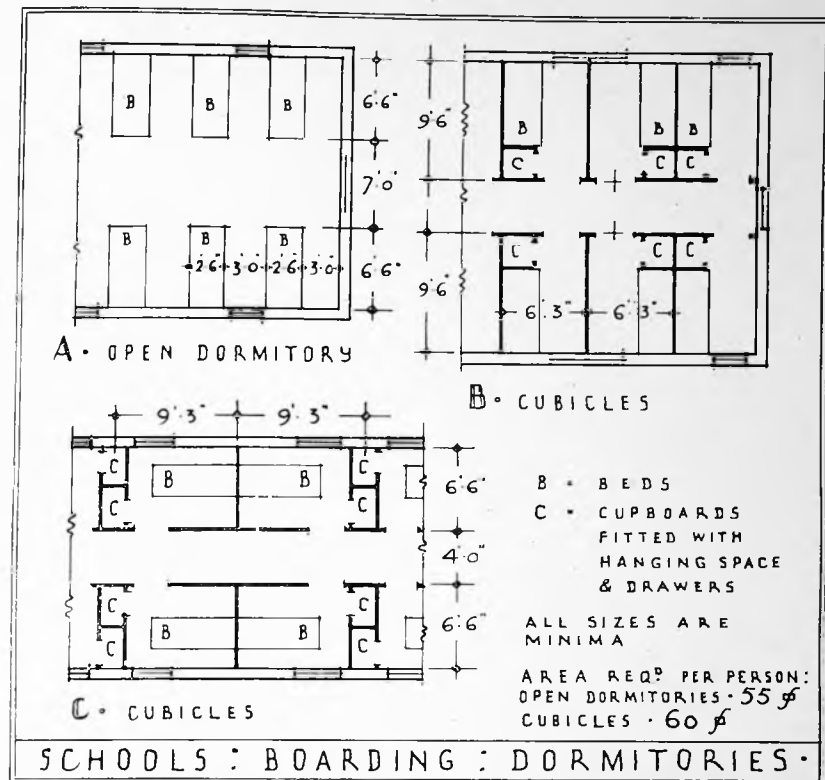 B B B
6'·6"
7'·0"
B B B
2'·6" 3'·0" 2'·6" 3'·0"
6'·6"
A · OPEN DORMITORY
9'·6"
B B B
C C C
C C C
9'·6"
6'·3" 6'·3"
B · CUBICLES
9'·3" 9'·3"
C C
B B
C C
6'·6"
4'·0"
C C
B B
C C
6'·6"
C · CUBICLES
B = BEDS
C = CUPBOARDS
FITTED WITH
HANGING SPACE
& DRAWERS
ALL SIZES ARE
MINIMA
AREA REQD PER PERSON:
OPEN DORMITORIES · 55
CUBICLES · 60
SCHOOLS : BOARDING : DORMITORIES ·